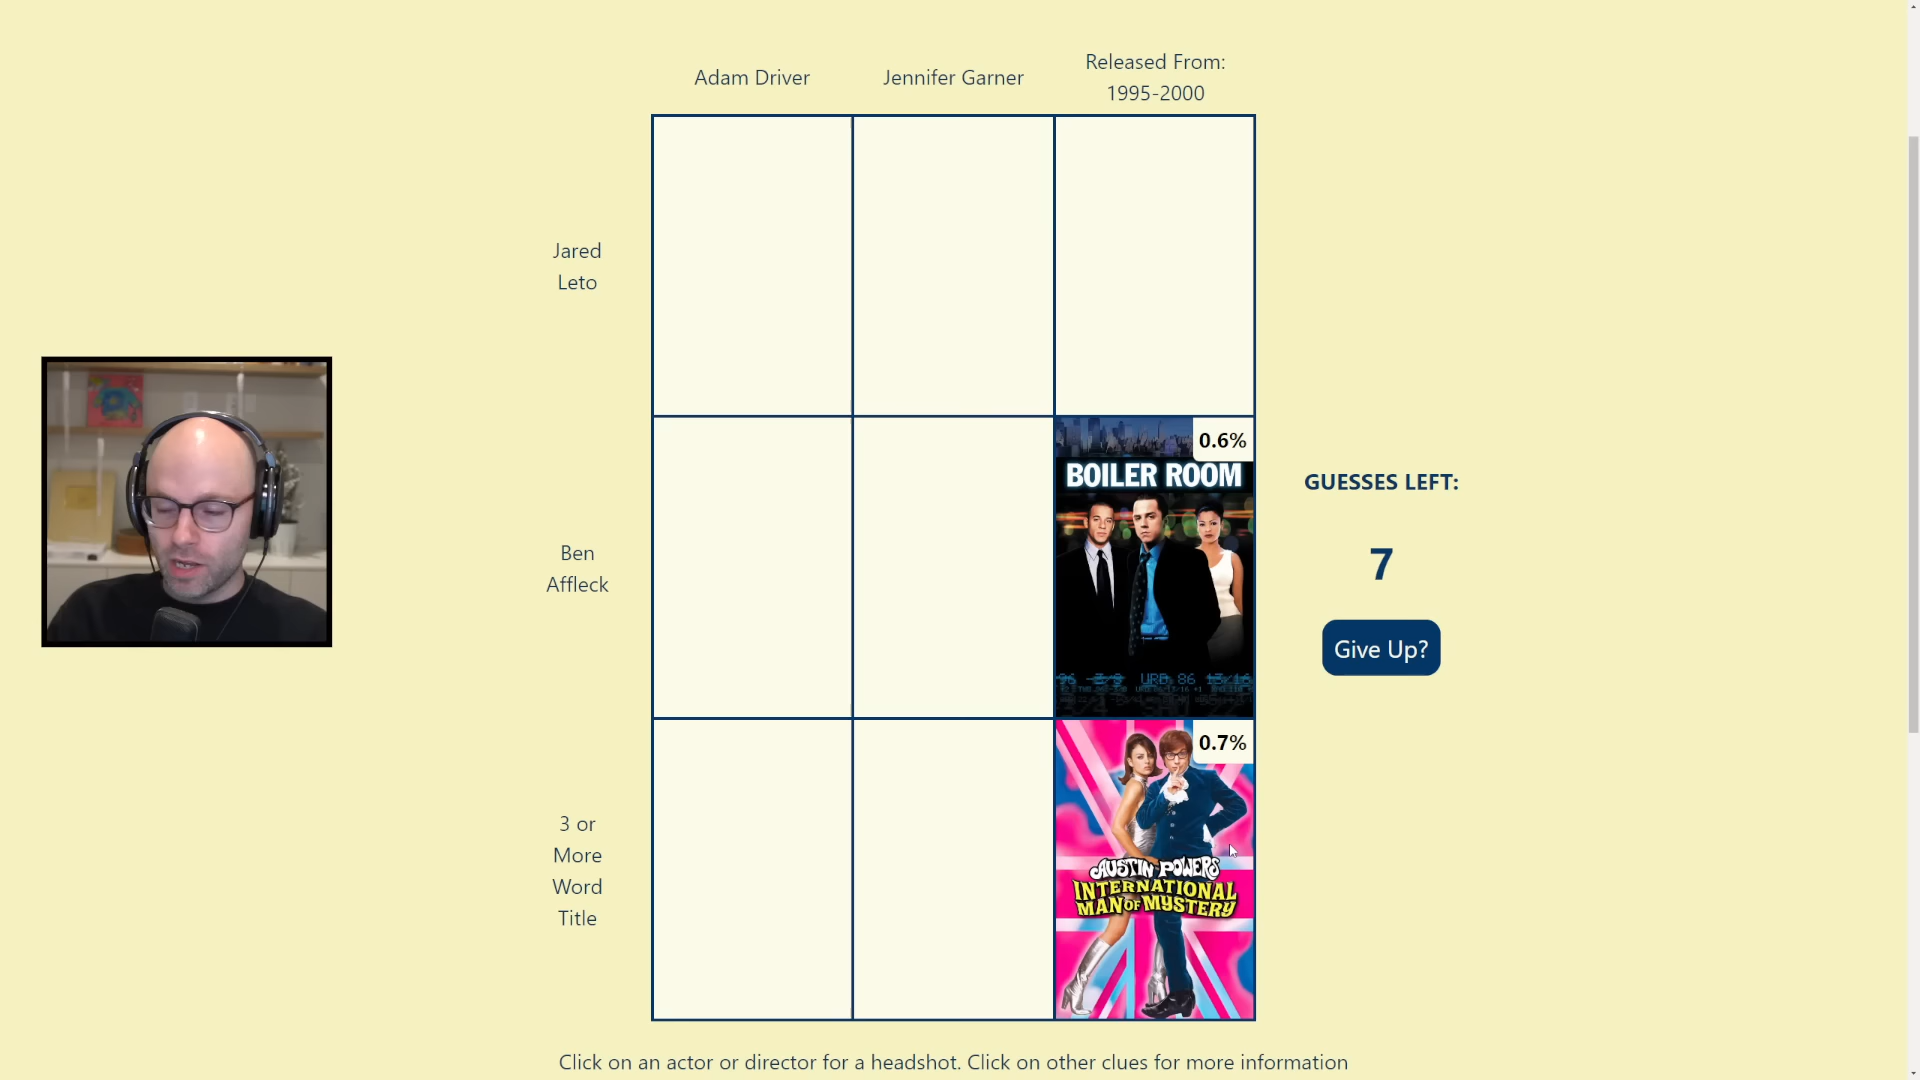 Adam Driver
Jennifer Garner
Released From:
1995-2000
Jared
Leto
Ben
Affleck
0.6%
BOILER ROOM
GUESSES LEFT:
7
Give Up?
3 or
More
Word
Title
0.7%
AUSTIN POWERS
INTERNATIONAL
MAN OF MYSTERY
Click on an actor or director for a headshot. Click on other clues for more information